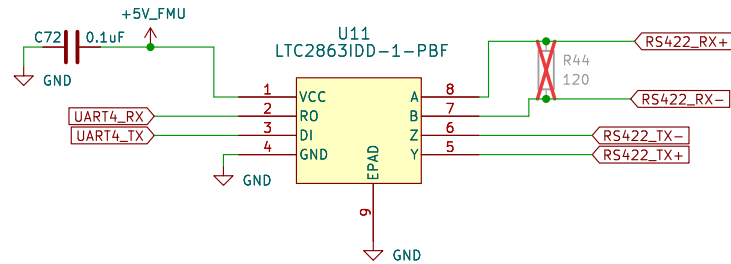 +5V_FMU
C72
0.1uF
GND
U11
LTC2863IDD-1-PBF
RS422_RX+
R44
120
RS422_RX-
1
VCC
A
8
UART4_RX
2
RO
B
7
UART4_TX
3
DI
Z
6
RS422_TX-
4
GND
Y
5
RS422_TX+
GND
EPAD
9
GND